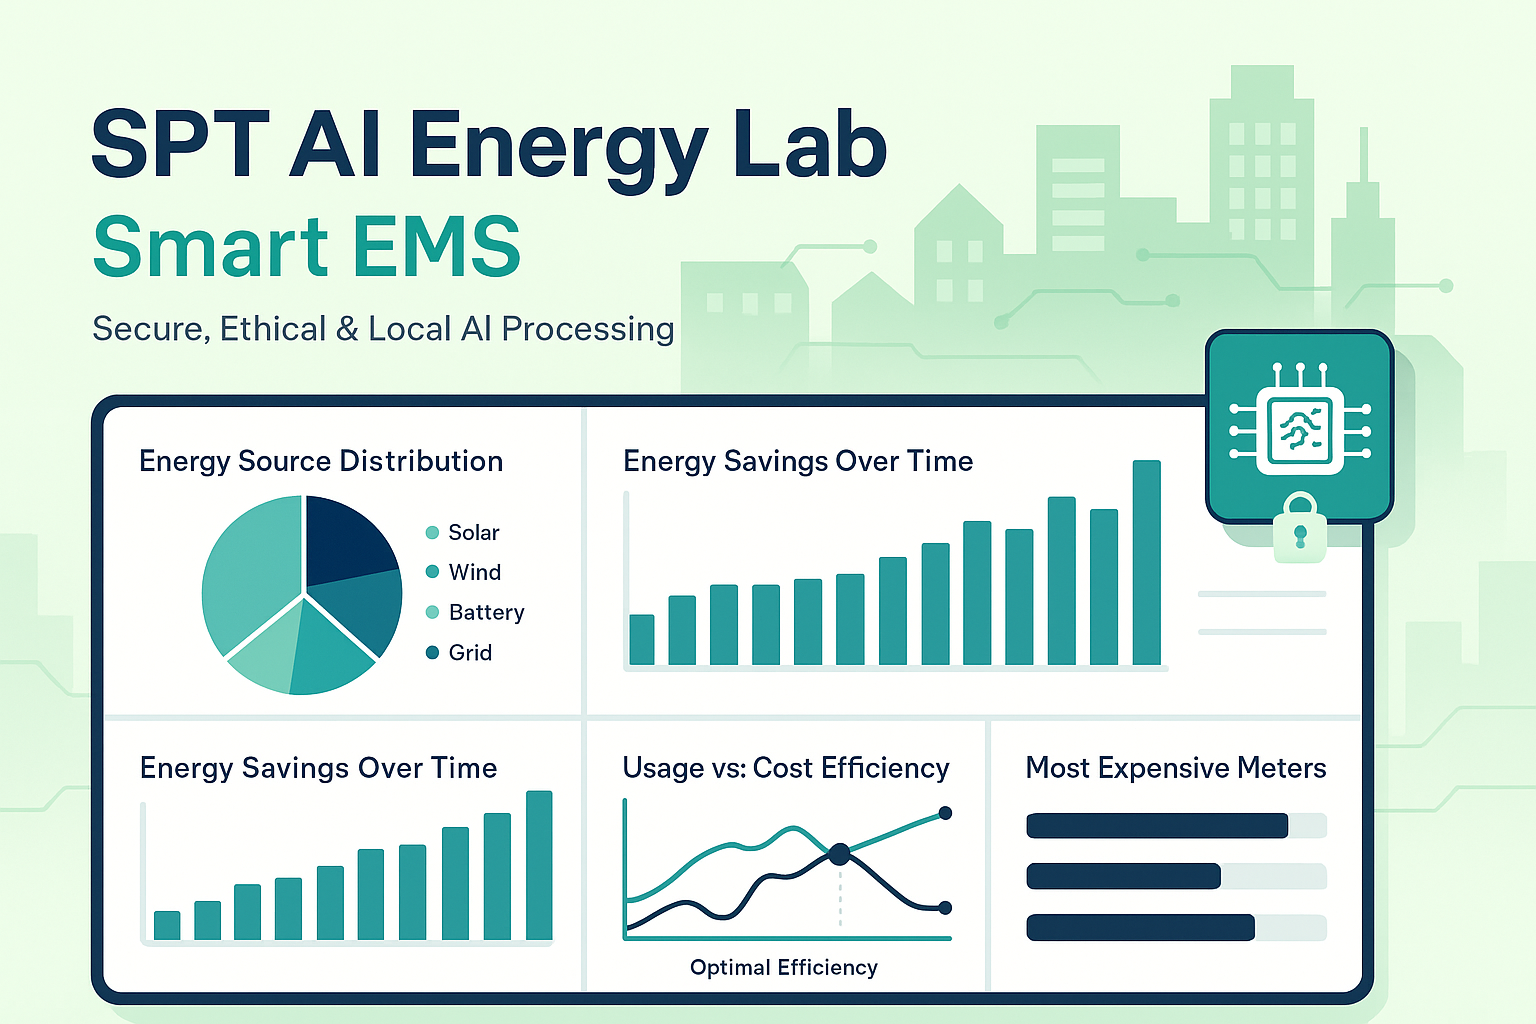 SPT AI Energy Lab
Smart EMS
Secure, Ethical & Local AI Processing
Energy Source Distribution
Solar
Wind
Battery
Grid
Energy Savings Over Time
Energy Savings Over Time
Usage vs: Cost Efficiency
Optimal Efficiency
Most Expensive Meters